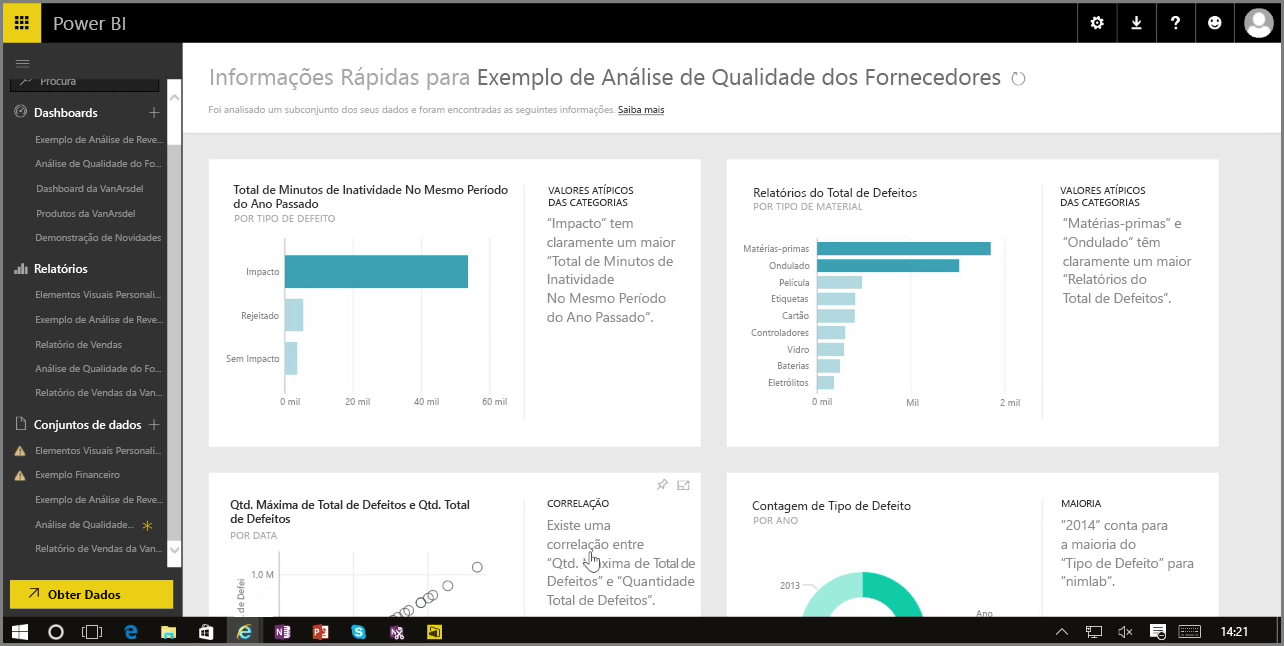 Power BI
Procura
Dashboards
Exemplo de Análise de Reve...
Análise de Qualidade do Fo...
Dashboard da VanArsdel
Produtos da VanArsdel
Demonstração de Novidades
Relatórios
Elementos Visuais Personali...
Exemplo de Análise de Reve...
Relatório de Vendas
Análise de Qualidade do Fo...
Relatório de Vendas da Van...
Conjuntos de dados
Elementos Visuais Personali...
Exemplo Financeiro
Exemplo de Análise de Reve...
Análise de Qualidade...
Relatório de Vendas da Van...
Obter Dados
Informações Rápidas para Exemplo de Análise de Qualidade dos Fornecedores
Foi analisado um subconjunto dos seus dados e foram encontradas as seguintes informações. Saiba mais
Total de Minutos de Inatividade No Mesmo Período
do Ano Passado
POR TIPO DE DEFEITO
Impacto
Rejeitado
Sem Impacto
0 mil
20 mil
40 mil
60 mil
VALORES ATÍPICOS
DAS CATEGORIAS
“Impacto” tem
claramente um maior
“Total de Minutos de
Inatividade
No Mesmo Período
do Ano Passado”.
Relatórios do Total de Defeitos
POR TIPO DE MATERIAL
Matérias-primas
Ondulado
Película
Etiquetas
Cartão
Controladores
Vidro
Baterias
Eletrólitos
0 mil
Mil
2 mil
VALORES ATÍPICOS
DAS CATEGORIAS
“Matérias-primas” e
“Ondulado” têm
claramente um maior
“Relatórios do
Total de Defeitos”.
Qtd. Máxima de Total de Defeitos e Qtd. Total
de Defeitos
POR DATA
1,0 M
de Defei
CORRELAÇÃO
Existe uma
correlação entre
“Qtd. Máxima de Total de
Defeitos” e “Quantidade
Total de Defeitos”.
Contagem de Tipo de Defeito
POR ANO
2013
Ano
MAIORIA
“2014” conta para
a maioria do
“Tipo de Defeito” para
“nimlab”.
14:21